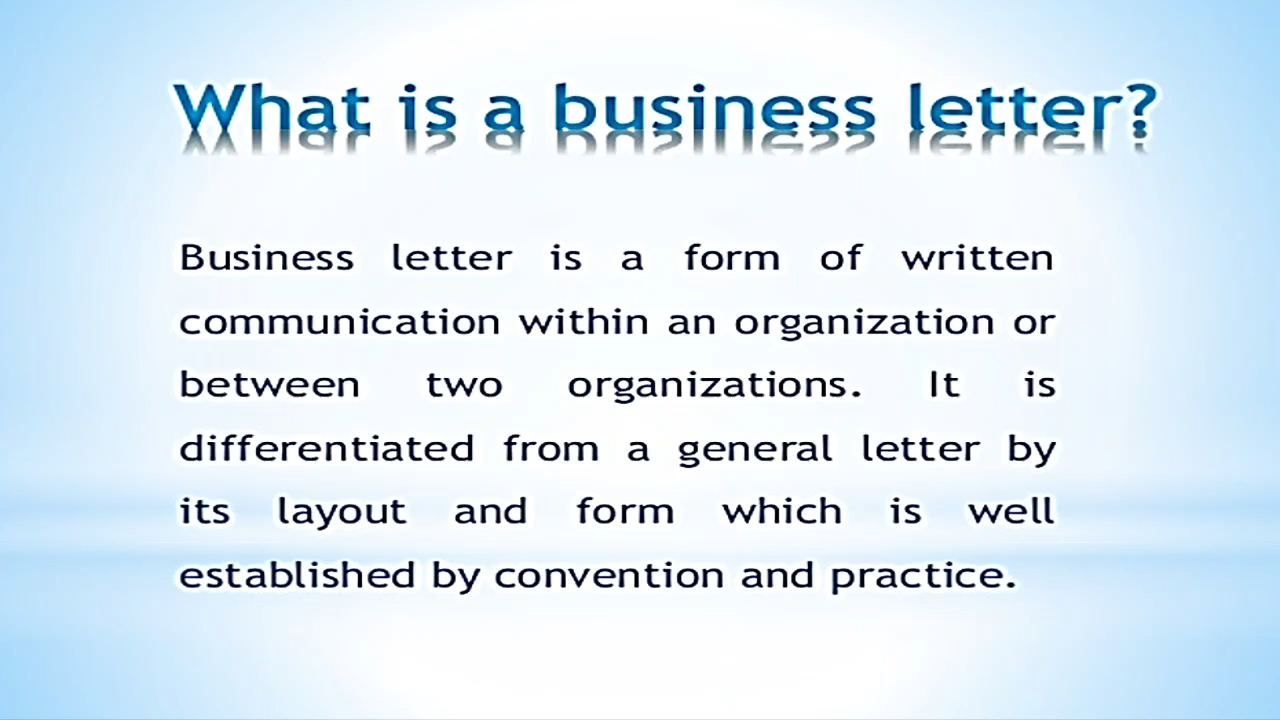 What is a business letter?
Business letter is a form of written
communication within an organization or
between two organizations. It is
differentiated from a general letter by
its layout and form which is well
established by convention and practice.